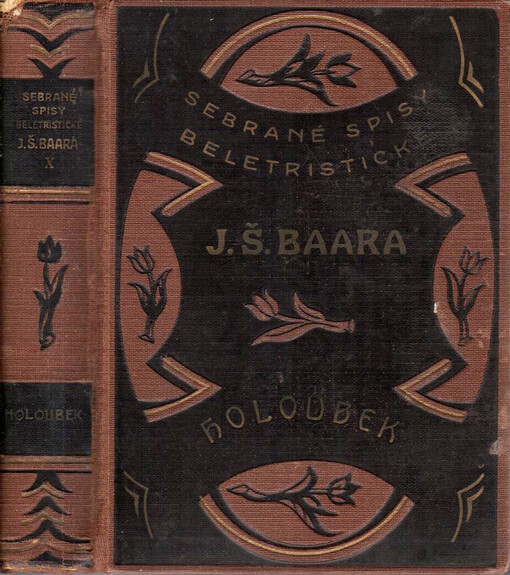 SEBRANÉ
SPISY
BELETRISTICKÉ
J.Š.BAARA
X
HOLOUBEK
SEBRANÉ SPISY
BELETRISTICKÉ
J.Š.BAARA
HOLOUBEK